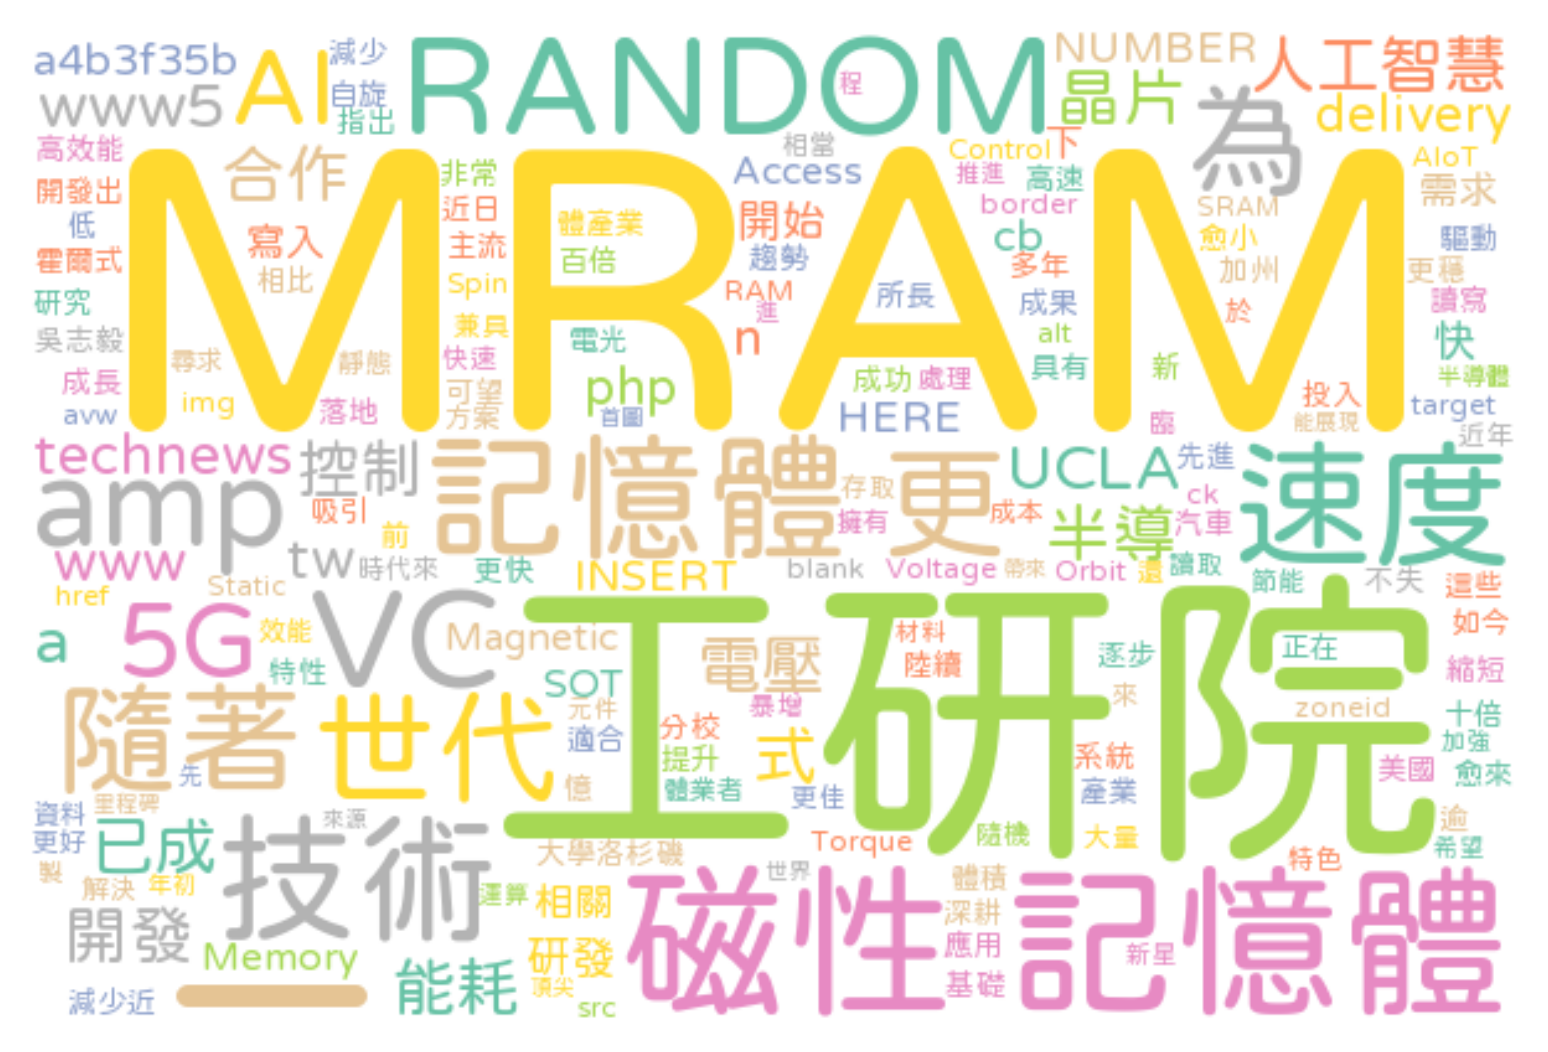 a4b3f35b
AI
減少
RANDOM
NUMBER
人工智慧
www5
自旋
指出
程
晶片
為
delivery
高效能
合作
非常
相當
Control
下
AIoT
開發出
近日
Access
推進
高速
需求
低
寫入
體產業
開始
border
SRAM
霍爾式
主流
百倍
趨勢
cb
愈小
驅動
相比
MRAM
多年
加州
更穩
研究
Spin
RAM
進
所長
成果
於
讀寫
吳志毅
兼具
電光
n
alt
快
尋求
靜態
快速
具有
新
成長
可望
php
成功
處理
投入
半導體
avw
img
落地
方案
首圖
HERE
臨
能展現
target
近年
technews
控制
記憶體
更
UCLA
先進
速度
amp
吸引
存取
擁有
成本
ck
半導
汽車
前
www
tw
時代來
更快
INSERT
blank
Voltage
帶來
Orbit
還
讀取
節能
不失
這些
href
Static
5G
效能
VC
Magnetic
工研院
材料
如今
a
特性
電壓
陸續
逐步
正在
縮短
SOT
隨著
世代
元件
暴增
來
zoneid
十倍
適合
分校
式
系統
加強
先
提升
美國
愈來
億
體業者
更佳
產業
資料
里程碑
來源
逾
更好
已成
技術
Torque
隨機
大量
希望
大學洛杉磯
世界
特色
製
解決
年初
運算
相關
磁性
體積
記憶體
開發
深耕
Memory
研發
應用
新星
能耗
頂尖
基礎
減少近
一
src